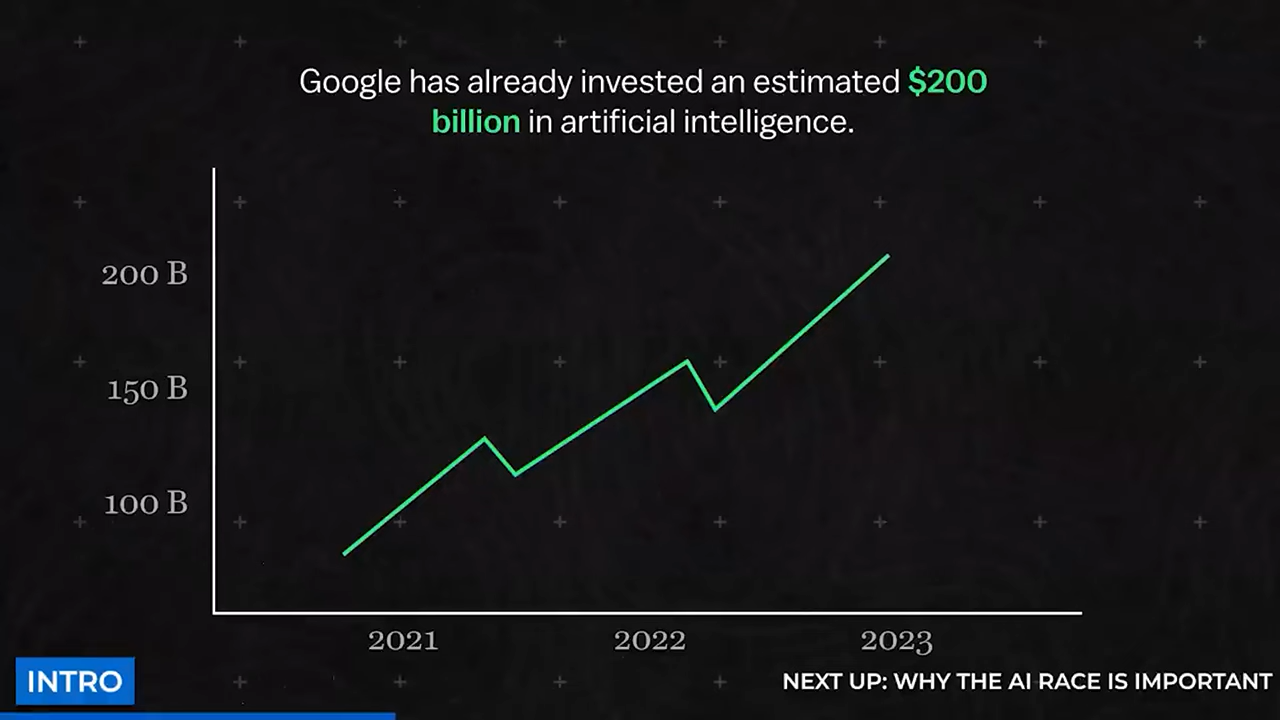 Google has already invested an estimated $200
billion in artificial intelligence.
200 B
150 B
100 B
2021 2022 2023
INTRO
NEXT UP: WHY THE AI RACE IS IMPORTANT